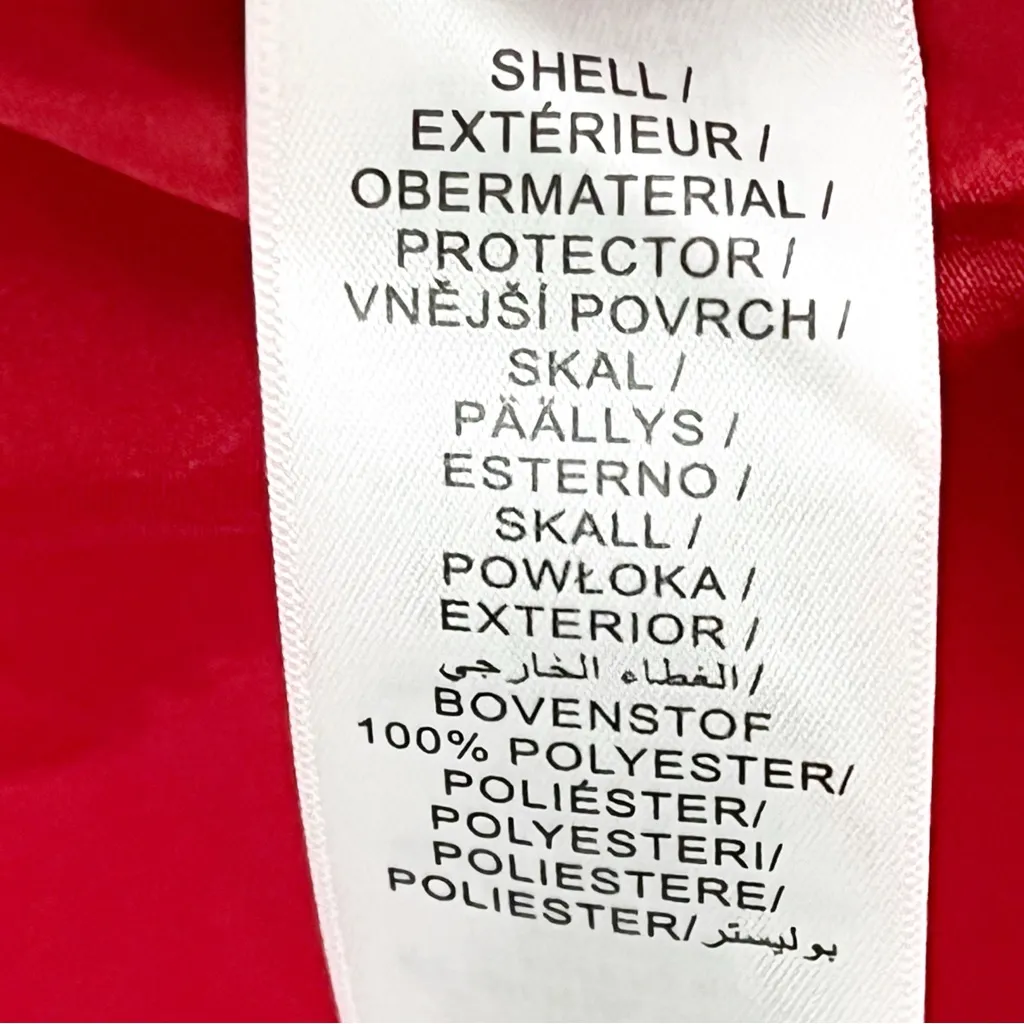 SHELL /
EXTÉRIEUR /
OBERMATERIAL /
PROTECTOR /
VNĚJŠÍ POVRCH /
SKAL /
PÄÄLLYS /
ESTERNO /
SKALL /
POWŁOKA /
EXTERIOR /
الغطاء الخارجي /
BOVENSTOF
100% POLYESTER/
POLIÉSTER/
POLYESTERI/
POLIESTERE/
POLIESTER/ بوليستر